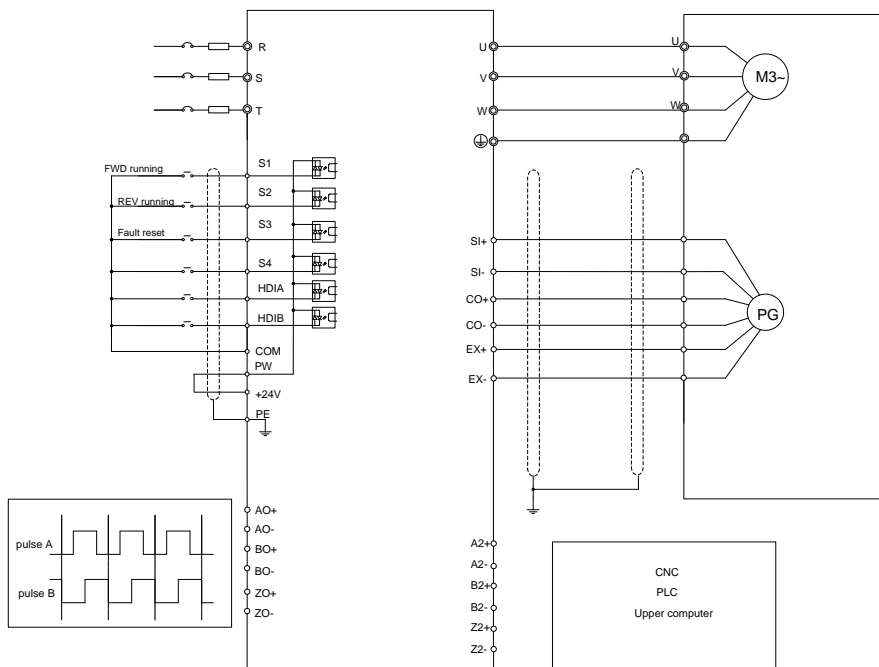 R
S
T
FWD running
S1
REV running
S2
Fault reset
S3
S4
HDIA
HDIB
COM
PW
+24V
PE
pulse A
pulse B
AO+
AO-
BO+
BO-
ZO+
ZO-
U
V
W
SI+
SI-
CO+
CO-
EX+
EX-
A2+
A2-
B2+
B2-
Z2+
Z2-
U
V
W
M3~
PG
CNC
PLC
Upper computer